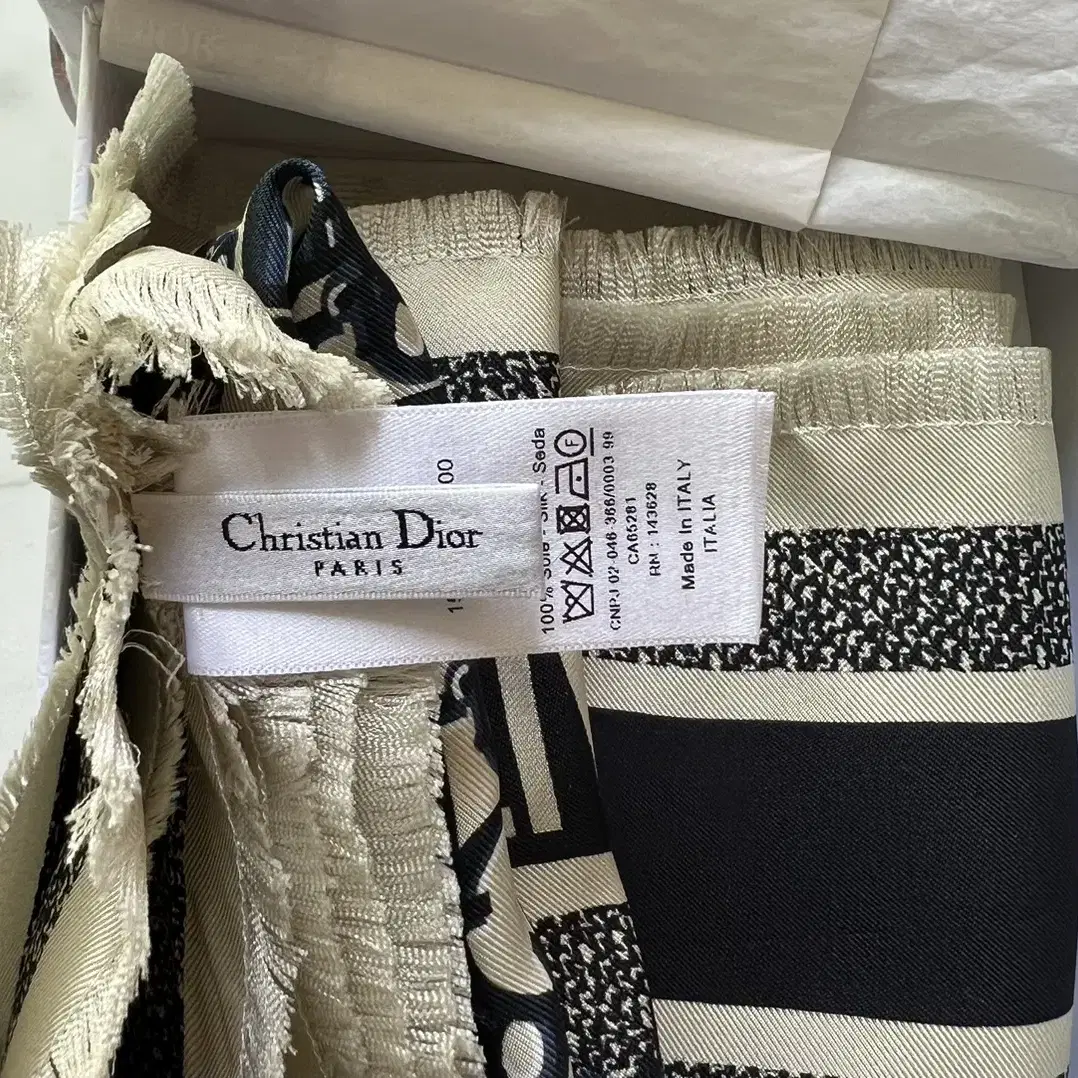 Christian Dior
PARIS
00
100% Soie - Silk - Seda
F
CNPJ 02 046 366/0003 99
CA65281
RN : 143628
Made In ITALY
ITALIA